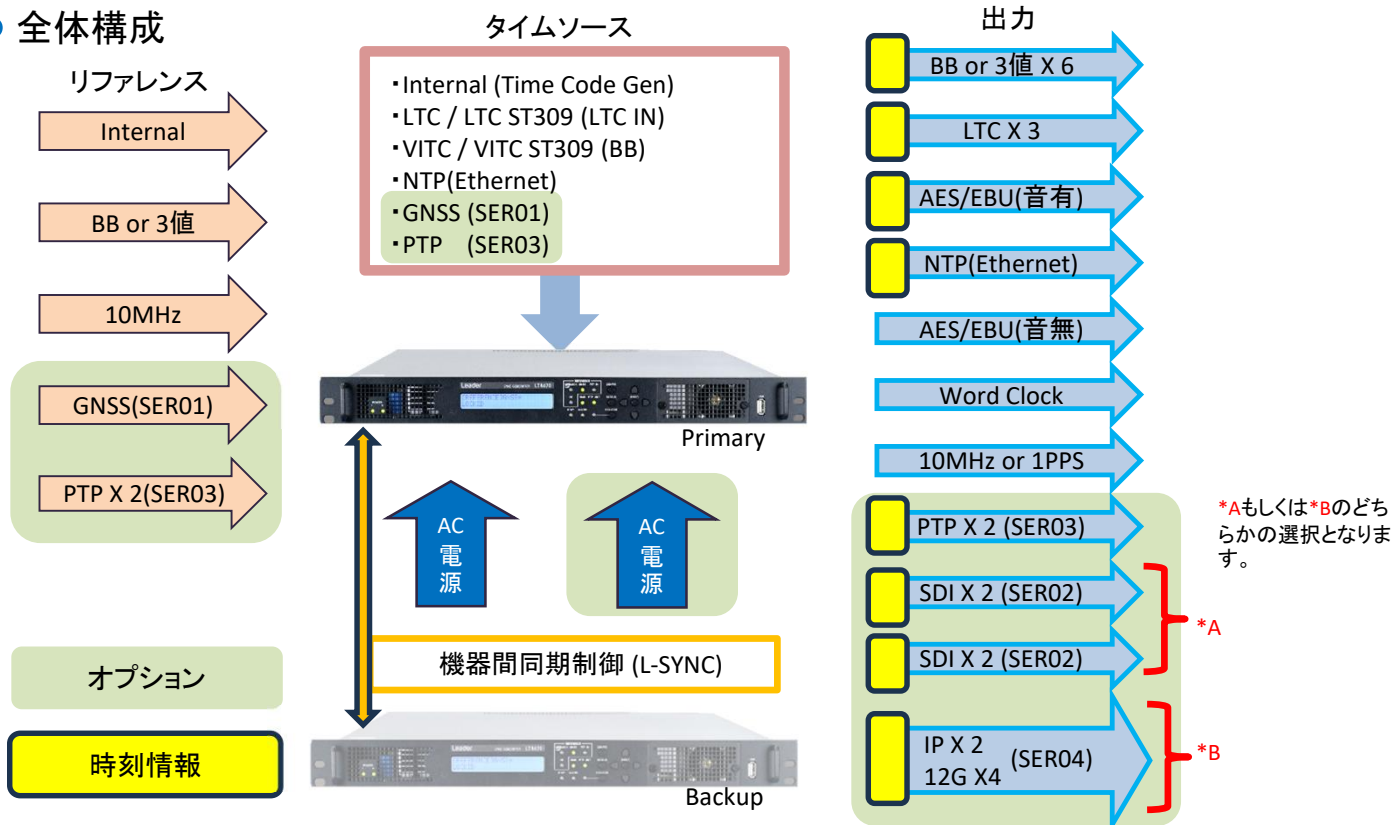 全体構成
リファレンス
Internal
BB or 3値
10MHz
GNSS(SER01)
PTP X 2(SER03)
オプション
時刻情報
タイムソース
・Internal (Time Code Gen)
・LTC / LTC ST309 (LTC IN)
・VITC / VITC ST309 (BB)
・NTP(Ethernet)
・GNSS (SER01)
・PTP (SER03)
Leader
Primary
AC
電
源
AC
電
源
機器間同期制御 (L-SYNC)
Leader
Backup
出力
BB or 3値 X 6
LTC X 3
AES/EBU(音有)
NTP(Ethernet)
AES/EBU(音無)
Word Clock
10MHz or 1PPS
PTP X 2 (SER03)
SDI X 2 (SER02)
SDI X 2 (SER02)
IP X 2
12G X4
(SER04)
*A
*B
*Aもしくは*Bのどち
らかの選択となりま
す。